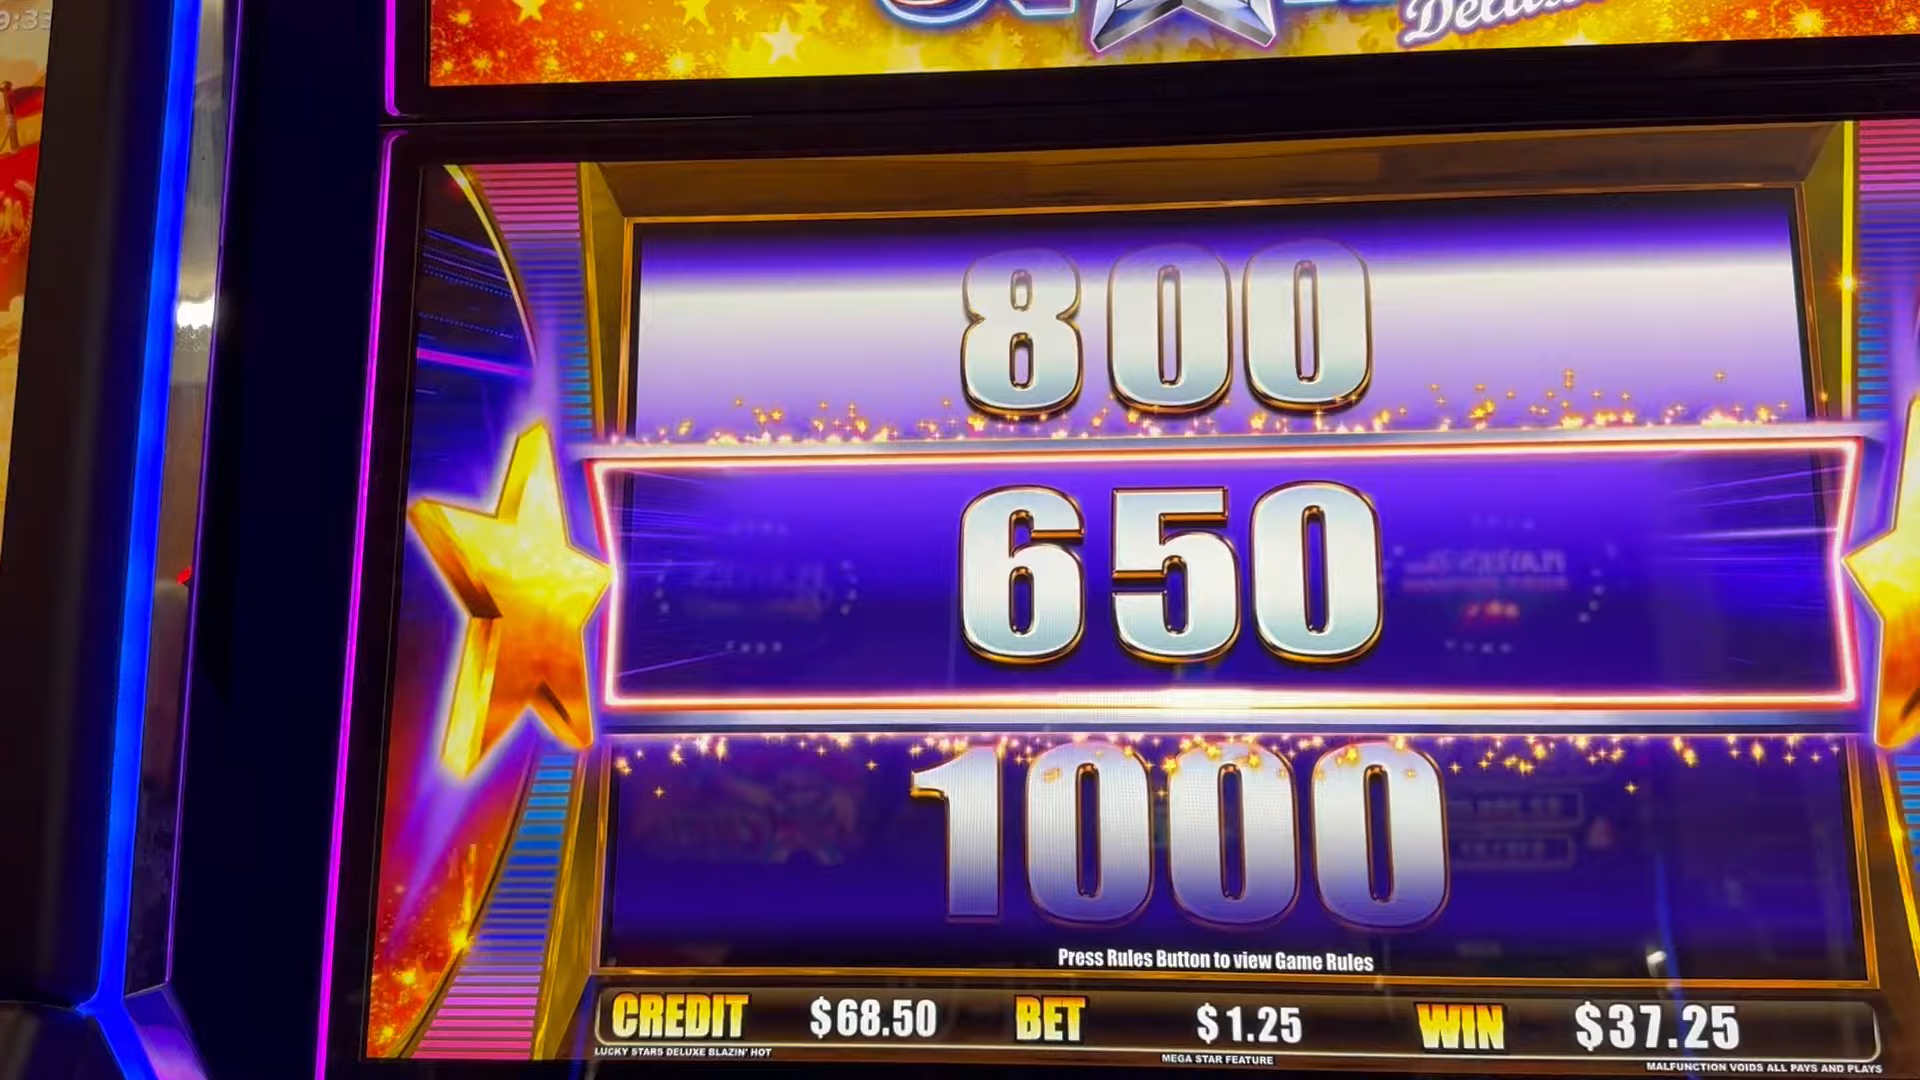 Deluxe
800
650
1000
Press Rules Button to view Game Rules
CREDIT $68.50 BET $1.25 WIN $37.25
LUCKY STARS DELUXE BLAZIN' HOT
MEGA STAR FEATURE
MALFUNCTION VOIDS ALL PAYS AND PLAYS